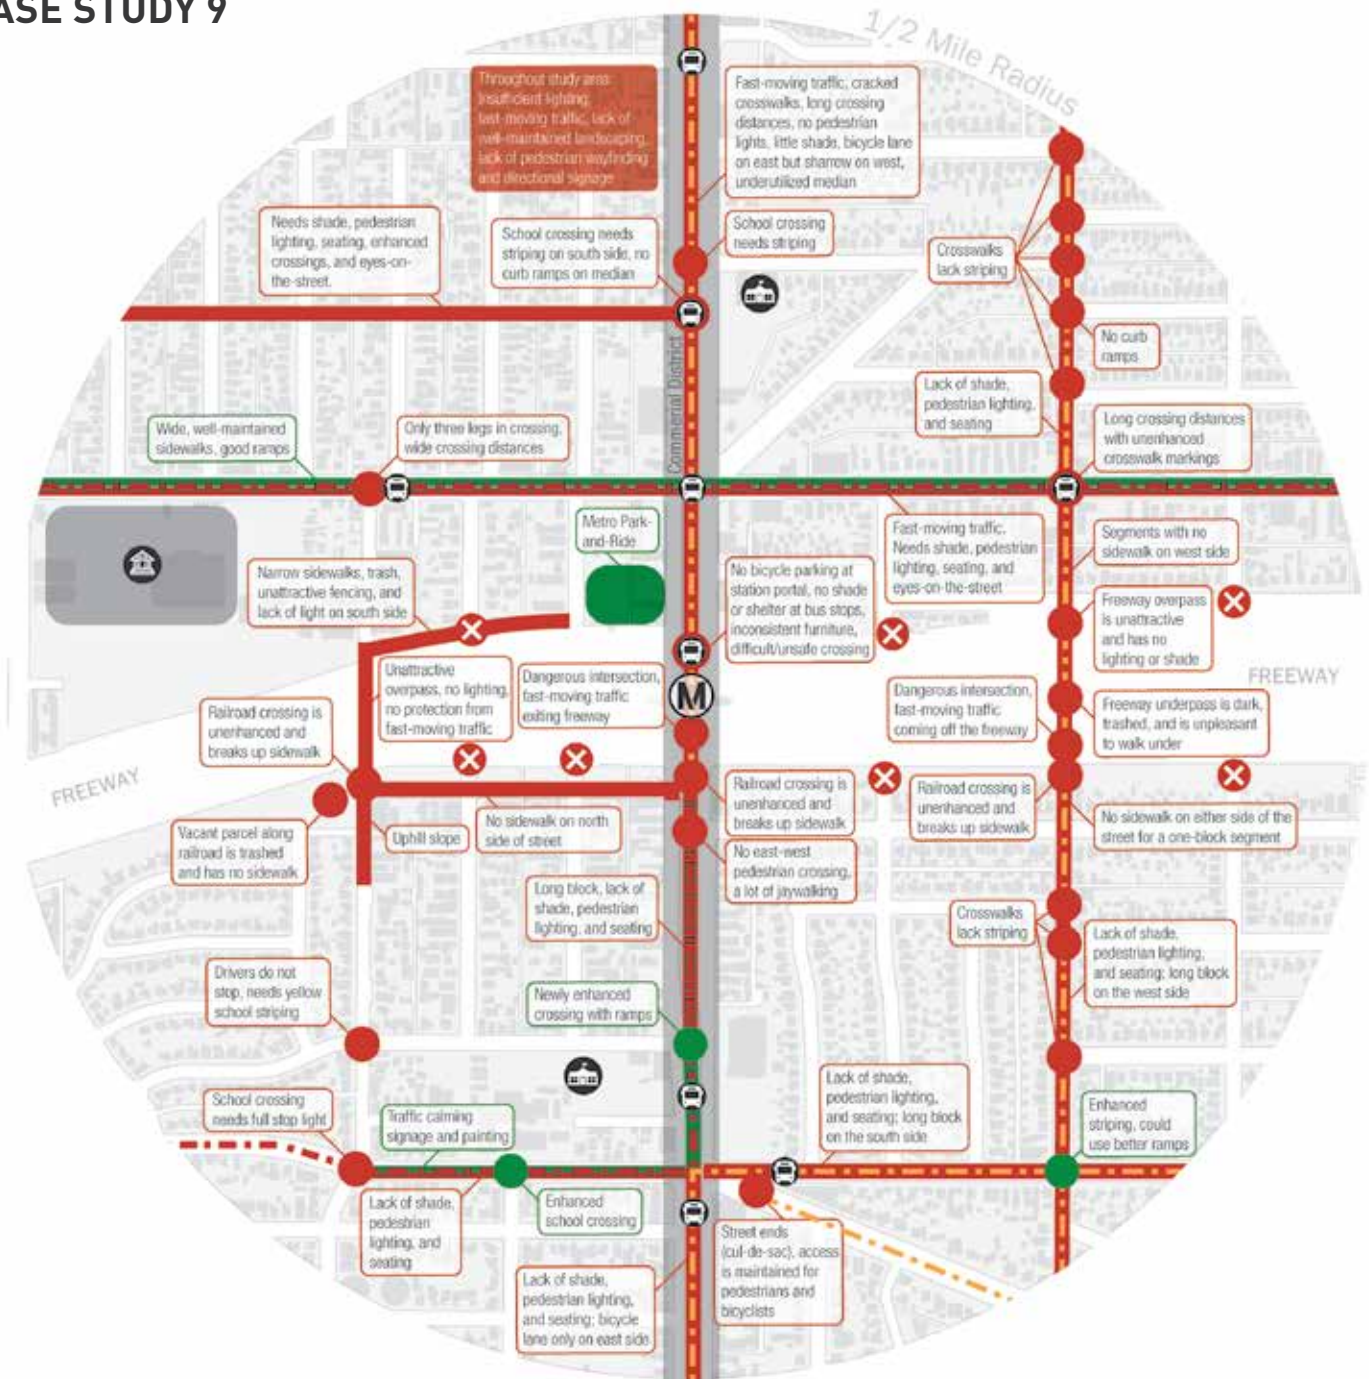 ASE STUDY 9
1/2 Mile Radius
Throughout study area:
Insufficient lighting,
fast-moving traffic, lack of
well-maintained landscaping,
lack of pedestrian wayfinding
and directional signage
Fast-moving traffic, cracked
crosswalks, long crossing
distances, no pedestrian
lights, little shade, bicycle lane
on east but sharrow on west,
underutilized median
Needs shade, pedestrian
lighting, seating, enhanced
crossings, and eyes-on-
the-street.
School crossing needs
striping on south side, no
curb ramps on median
School crossing
needs striping
Crosswalks
lack striping
No curb
ramps
Commercial District
Lack of shade,
pedestrian lighting,
and seating
Wide, well-maintained
sidewalks, good ramps
Only three legs in crossing,
wide crossing distances
Long crossing distances
with unenhanced
crosswalk markings
Metro Park-
and-Ride
Fast-moving traffic.
Needs shade, pedestrian
lighting, seating, and
eyes-on-the-street
Segments with no
sidewalk on west side
Narrow sidewalks, trash,
unattractive fencing, and
lack of light on south side
No bicycle parking at
station portal, no shade
or shelter at bus stops,
inconsistent furniture,
difficult/unsafe crossing
Freeway overpass
is unattractive
and has no
lighting or shade
FREEWAY
Unattractive
overpass, no lighting,
no protection from
fast-moving traffic
Dangerous intersection,
fast-moving traffic
exiting freeway
M
Dangerous intersection,
fast-moving traffic
coming off the freeway
Freeway underpass is dark,
trashed, and is unpleasant
to walk under
Railroad crossing is
unenhanced and
breaks up sidewalk
FREEWAY
Railroad crossing is
unenhanced and
breaks up sidewalk
Railroad crossing is
unenhanced and
breaks up sidewalk
No sidewalk on either side of the
street for a one-block segment
Vacant parcel along
railroad is trashed
and has no sidewalk
Uphill slope
No sidewalk on north
side of street
No east-west
pedestrian crossing,
a lot of jaywalking
Long block, lack of
shade, pedestrian
lighting, and seating
Crosswalks
lack striping
Lack of shade,
pedestrian lighting,
and seating; long block
on the west side
Drivers do not
stop, needs yellow
school striping
Newly enhanced
crossing with ramps
School crossing
needs full stop light
Traffic calming
signage and painting
Lack of shade,
pedestrian lighting,
and seating; long block
on the south side
Enhanced
striping, could
use better ramps
Lack of shade,
pedestrian
lighting, and
seating
Enhanced
school crossing
Street ends
(cul-de-sac), access
is maintained for
pedestrians and
bicyclists
Lack of shade,
pedestrian lighting,
and seating; bicycle
lane only on east side